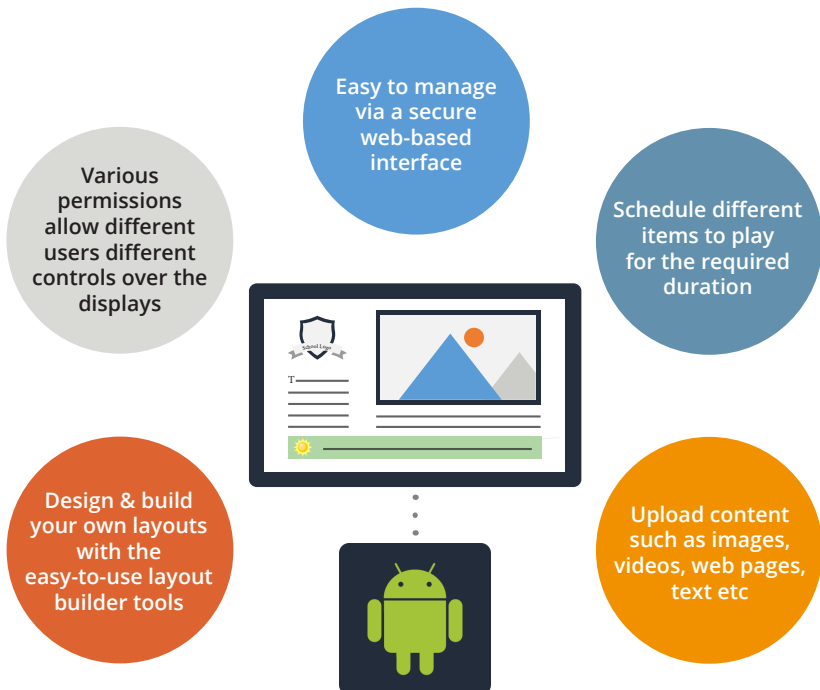 Easy to manage
via a secure
web-based
interface
Various
permissions
allow different
users different
controls over the
displays
Schedule different
items to play
for the required
duration
School Logo
T
Design & build
your own layouts
with the
easy-to-use layout
builder tools
Upload content
such as images,
videos, web pages,
text etc